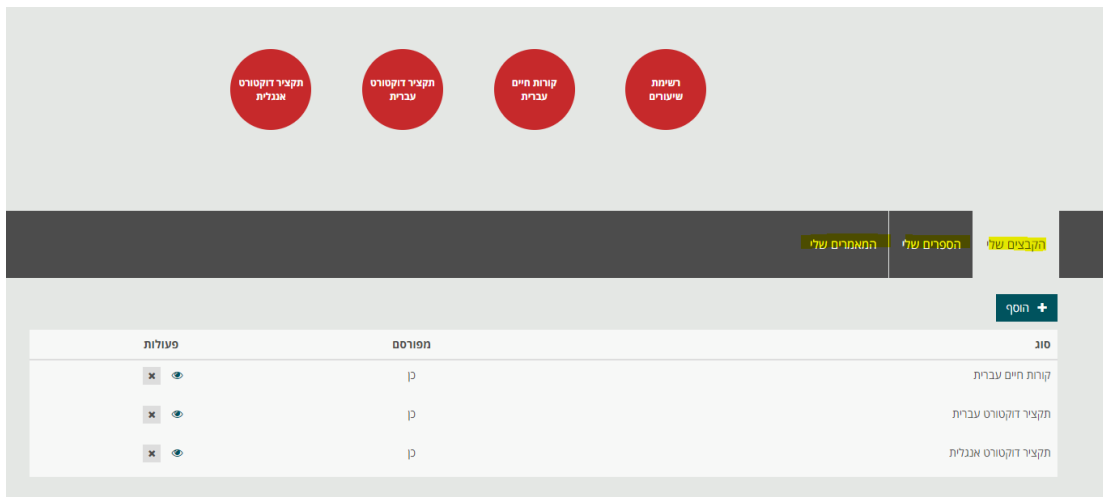 רשימת
שיעורים
קורות חיים
עברית
תקציר דוקטורט
עברית
תקציר דוקטורט
אנגלית
הקבצים שלי
הספרים שלי
המאמרים שלי
+ הוסף
סוג מפורסם פעולות
קורות חיים עברית כן
תקציר דוקטורט עברית כן
תקציר דוקטורט אנגלית כן